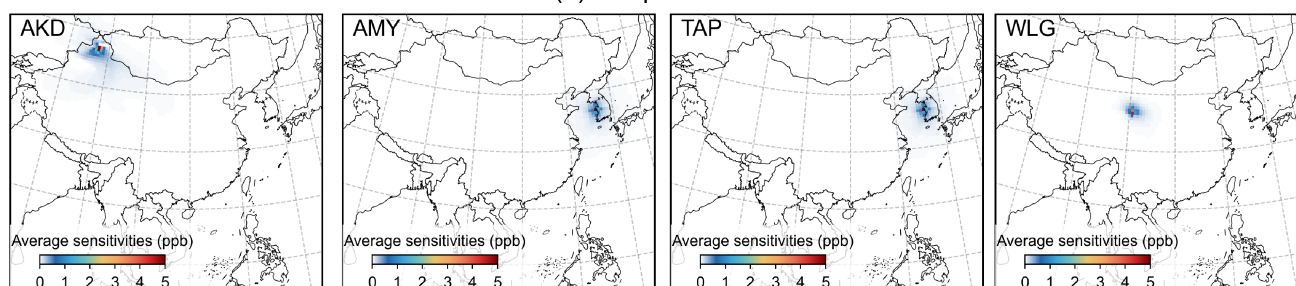 AKD
AMY
TAP
WLG
Average sensitivities (ppb)
0 1 2 3 4 5
Average sensitivities (ppb)
0 1 2 3 4 5
Average sensitivities (ppb)
0 1 2 3 4 5
Average sensitivities (ppb)
0 1 2 3 4 5